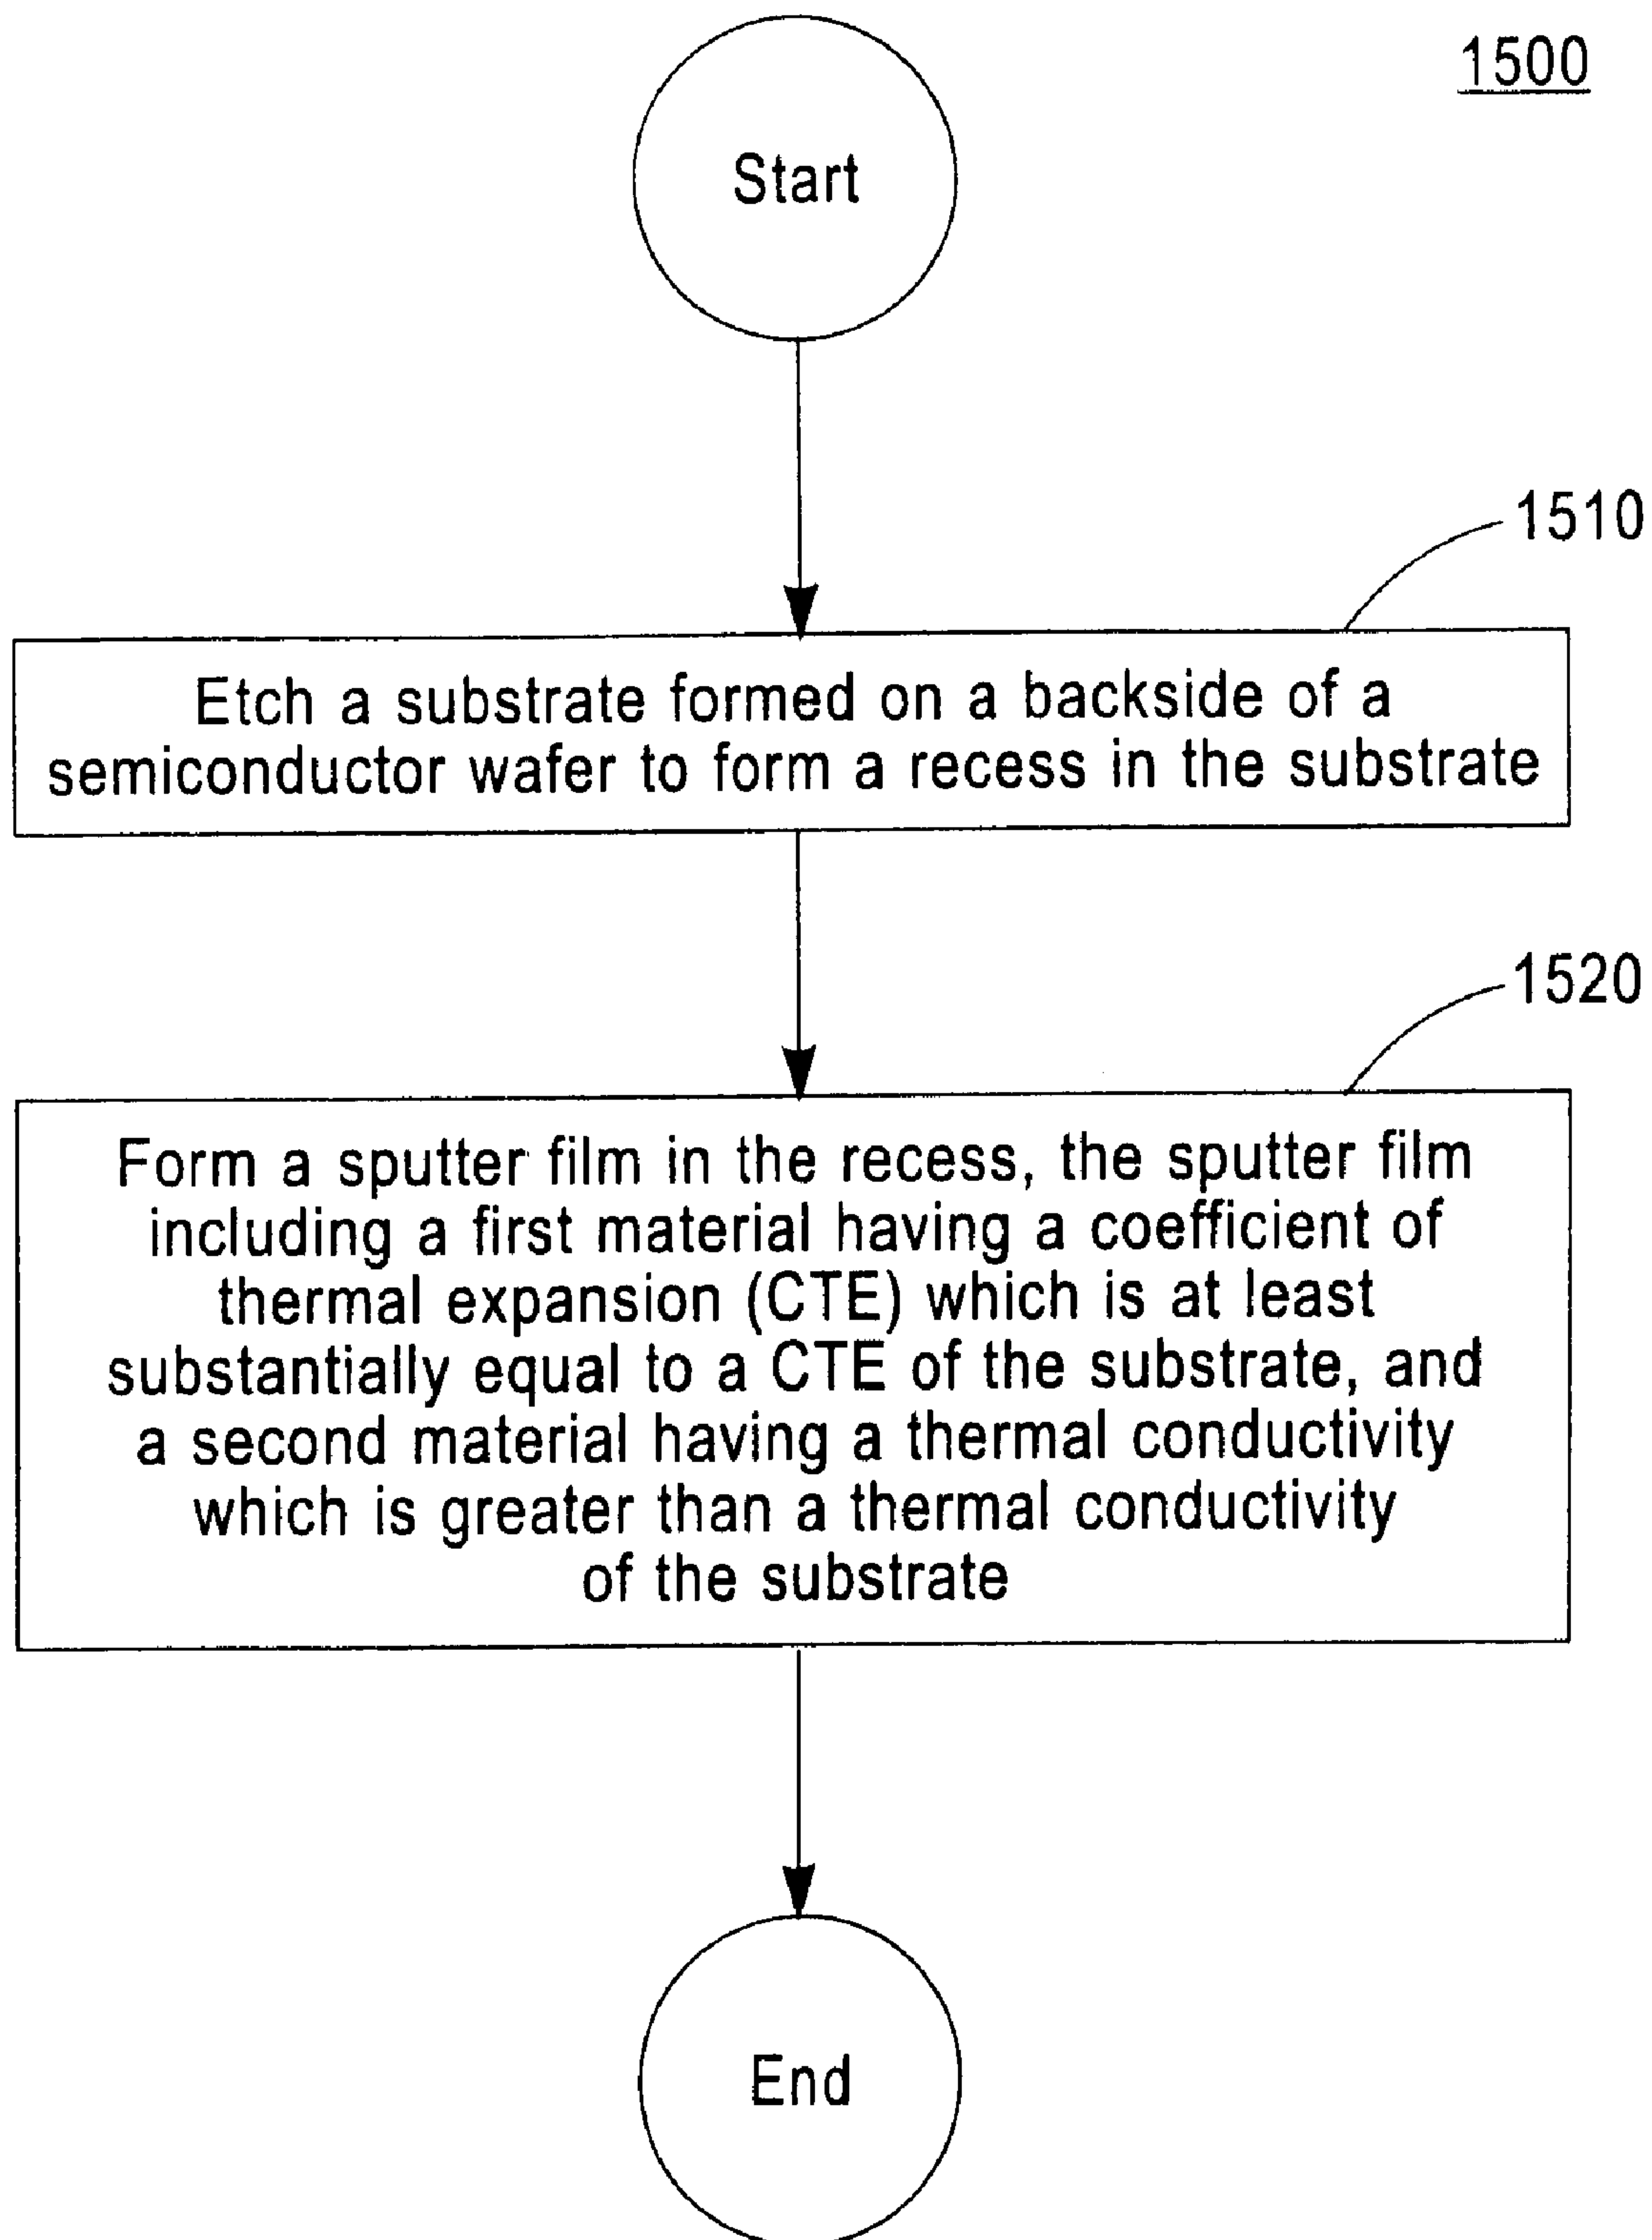 1500
Start
1510
Etch a substrate formed on a backside of a
semiconductor wafer to form a recess in the substrate
1520
Form a sputter film in the recess, the sputter film
including a first material having a coefficient of
thermal expansion (CTE) which is at least
substantially equal to a CTE of the substrate, and
a second material having a thermal conductivity
which is greater than a thermal conductivity
of the substrate
End